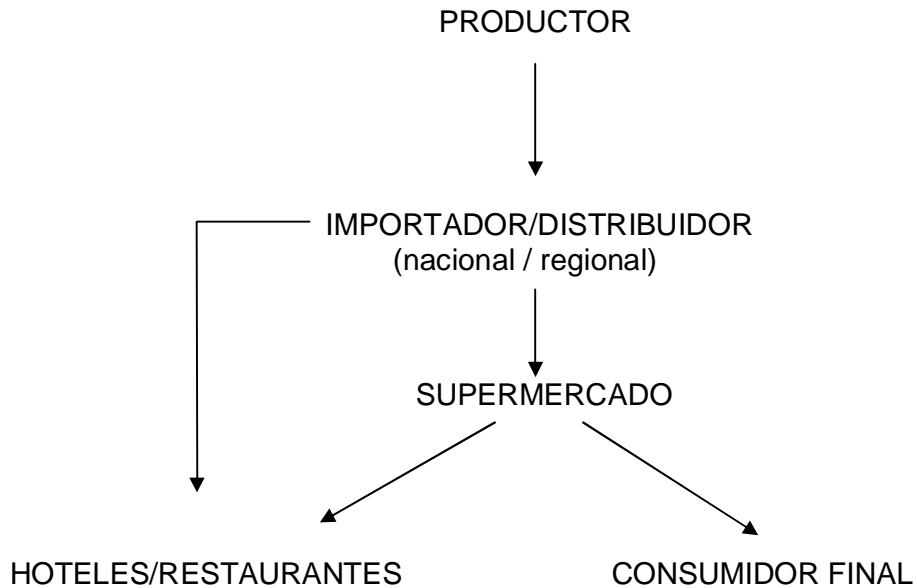 PRODUCTOR
IMPORTADOR/DISTRIBUIDOR
(nacional / regional)
SUPERMERCADO
HOTELES/RESTAURANTES
CONSUMIDOR FINAL